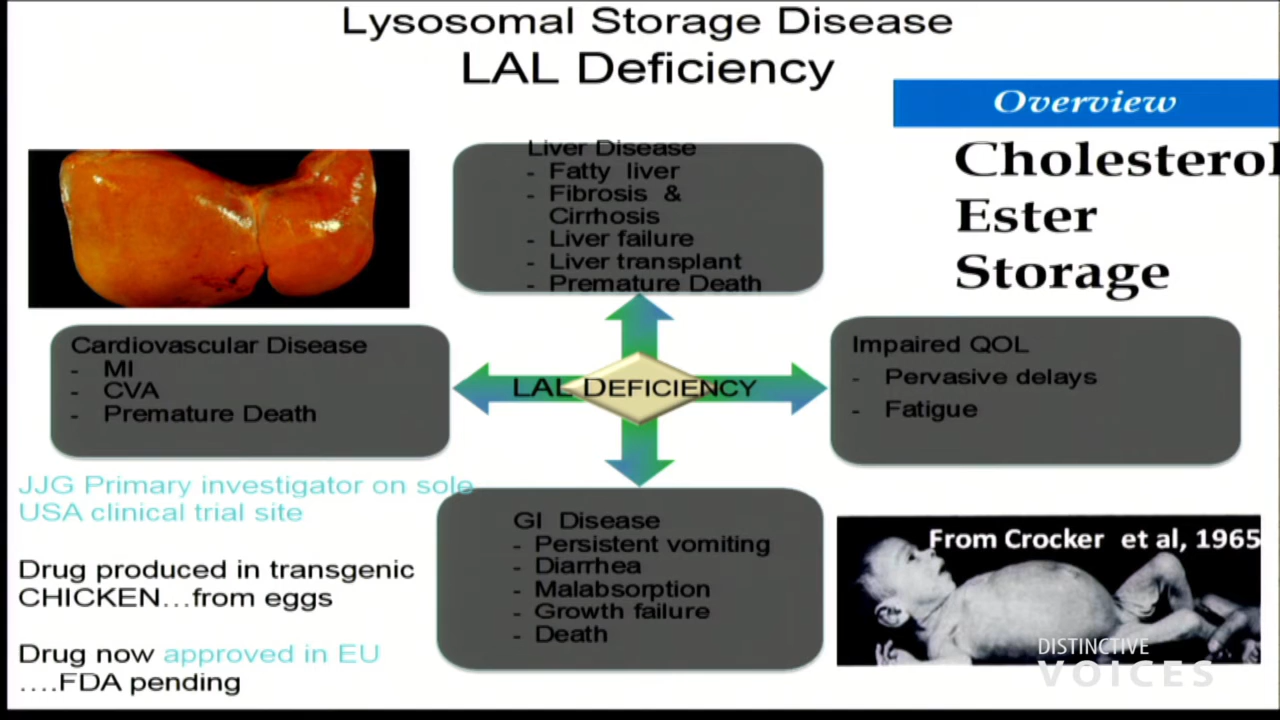 Lysosomal Storage Disease
LAL Deficiency
Overview
Cholesterol
Ester
Storage
Liver Disease
- Fatty liver
- Fibrosis &
Cirrhosis
- Liver failure
- Liver transplant
- Premature Death
Cardiovascular Disease
- MI
- CVA
- Premature Death
LAL DEFICIENCY
Impaired QOL
- Pervasive delays
- Fatigue
JJG Primary investigator on sole
USA clinical trial site
Drug produced in transgenic
CHICKEN...from eggs
Drug now approved in EU
....FDA pending
GI Disease
- Persistent vomiting
- Diarrhea
- Malabsorption
- Growth failure
- Death
From Crocker et al, 1965
DISTINCTIVE
VOICES